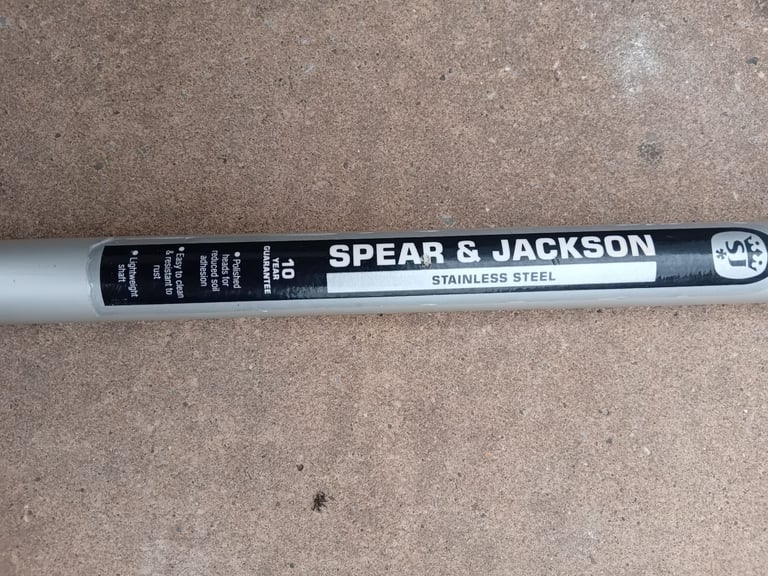 SPEAR & JACKSON
STAINLESS STEEL
SJ*
10
YEAR
GUARANTEE
• Polished
heads for
reduced soil
adhesion
• Easy to clean
& resistant to
rust
• Lightweight
shaft